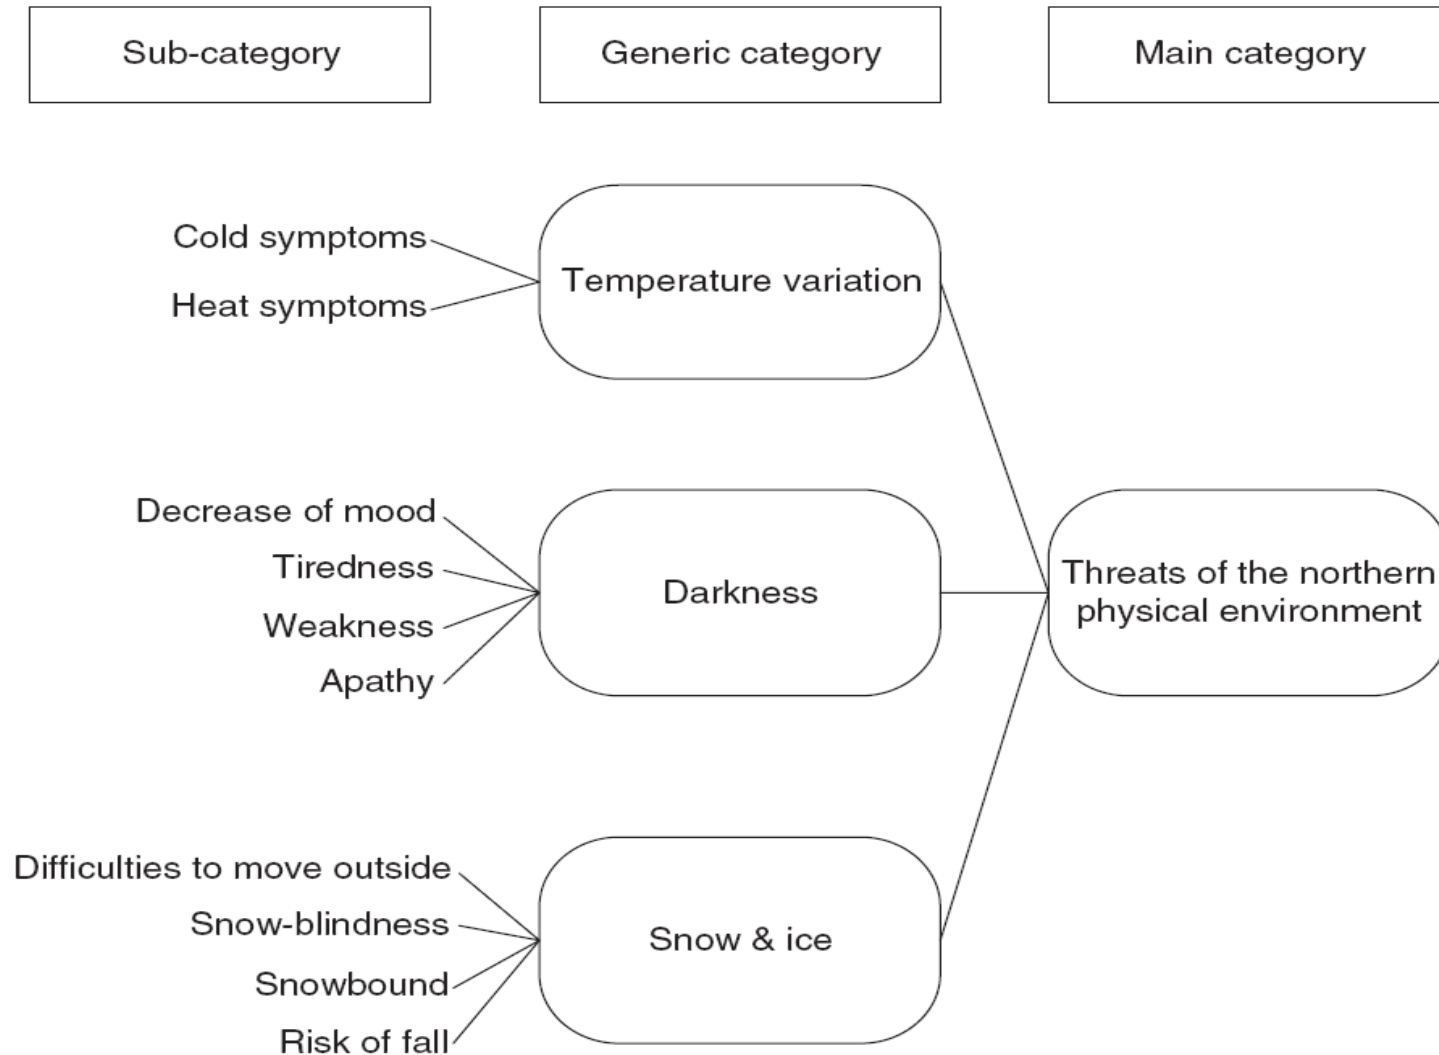 Sub-category
Generic category
Main category
Cold symptoms
Heat symptoms
Temperature variation
Decrease of mood
Tiredness
Weakness
Apathy
Darkness
Threats of the northern
physical environment
Difficulties to move outside
Snow-blindness
Snowbound
Risk of fall
Snow & ice